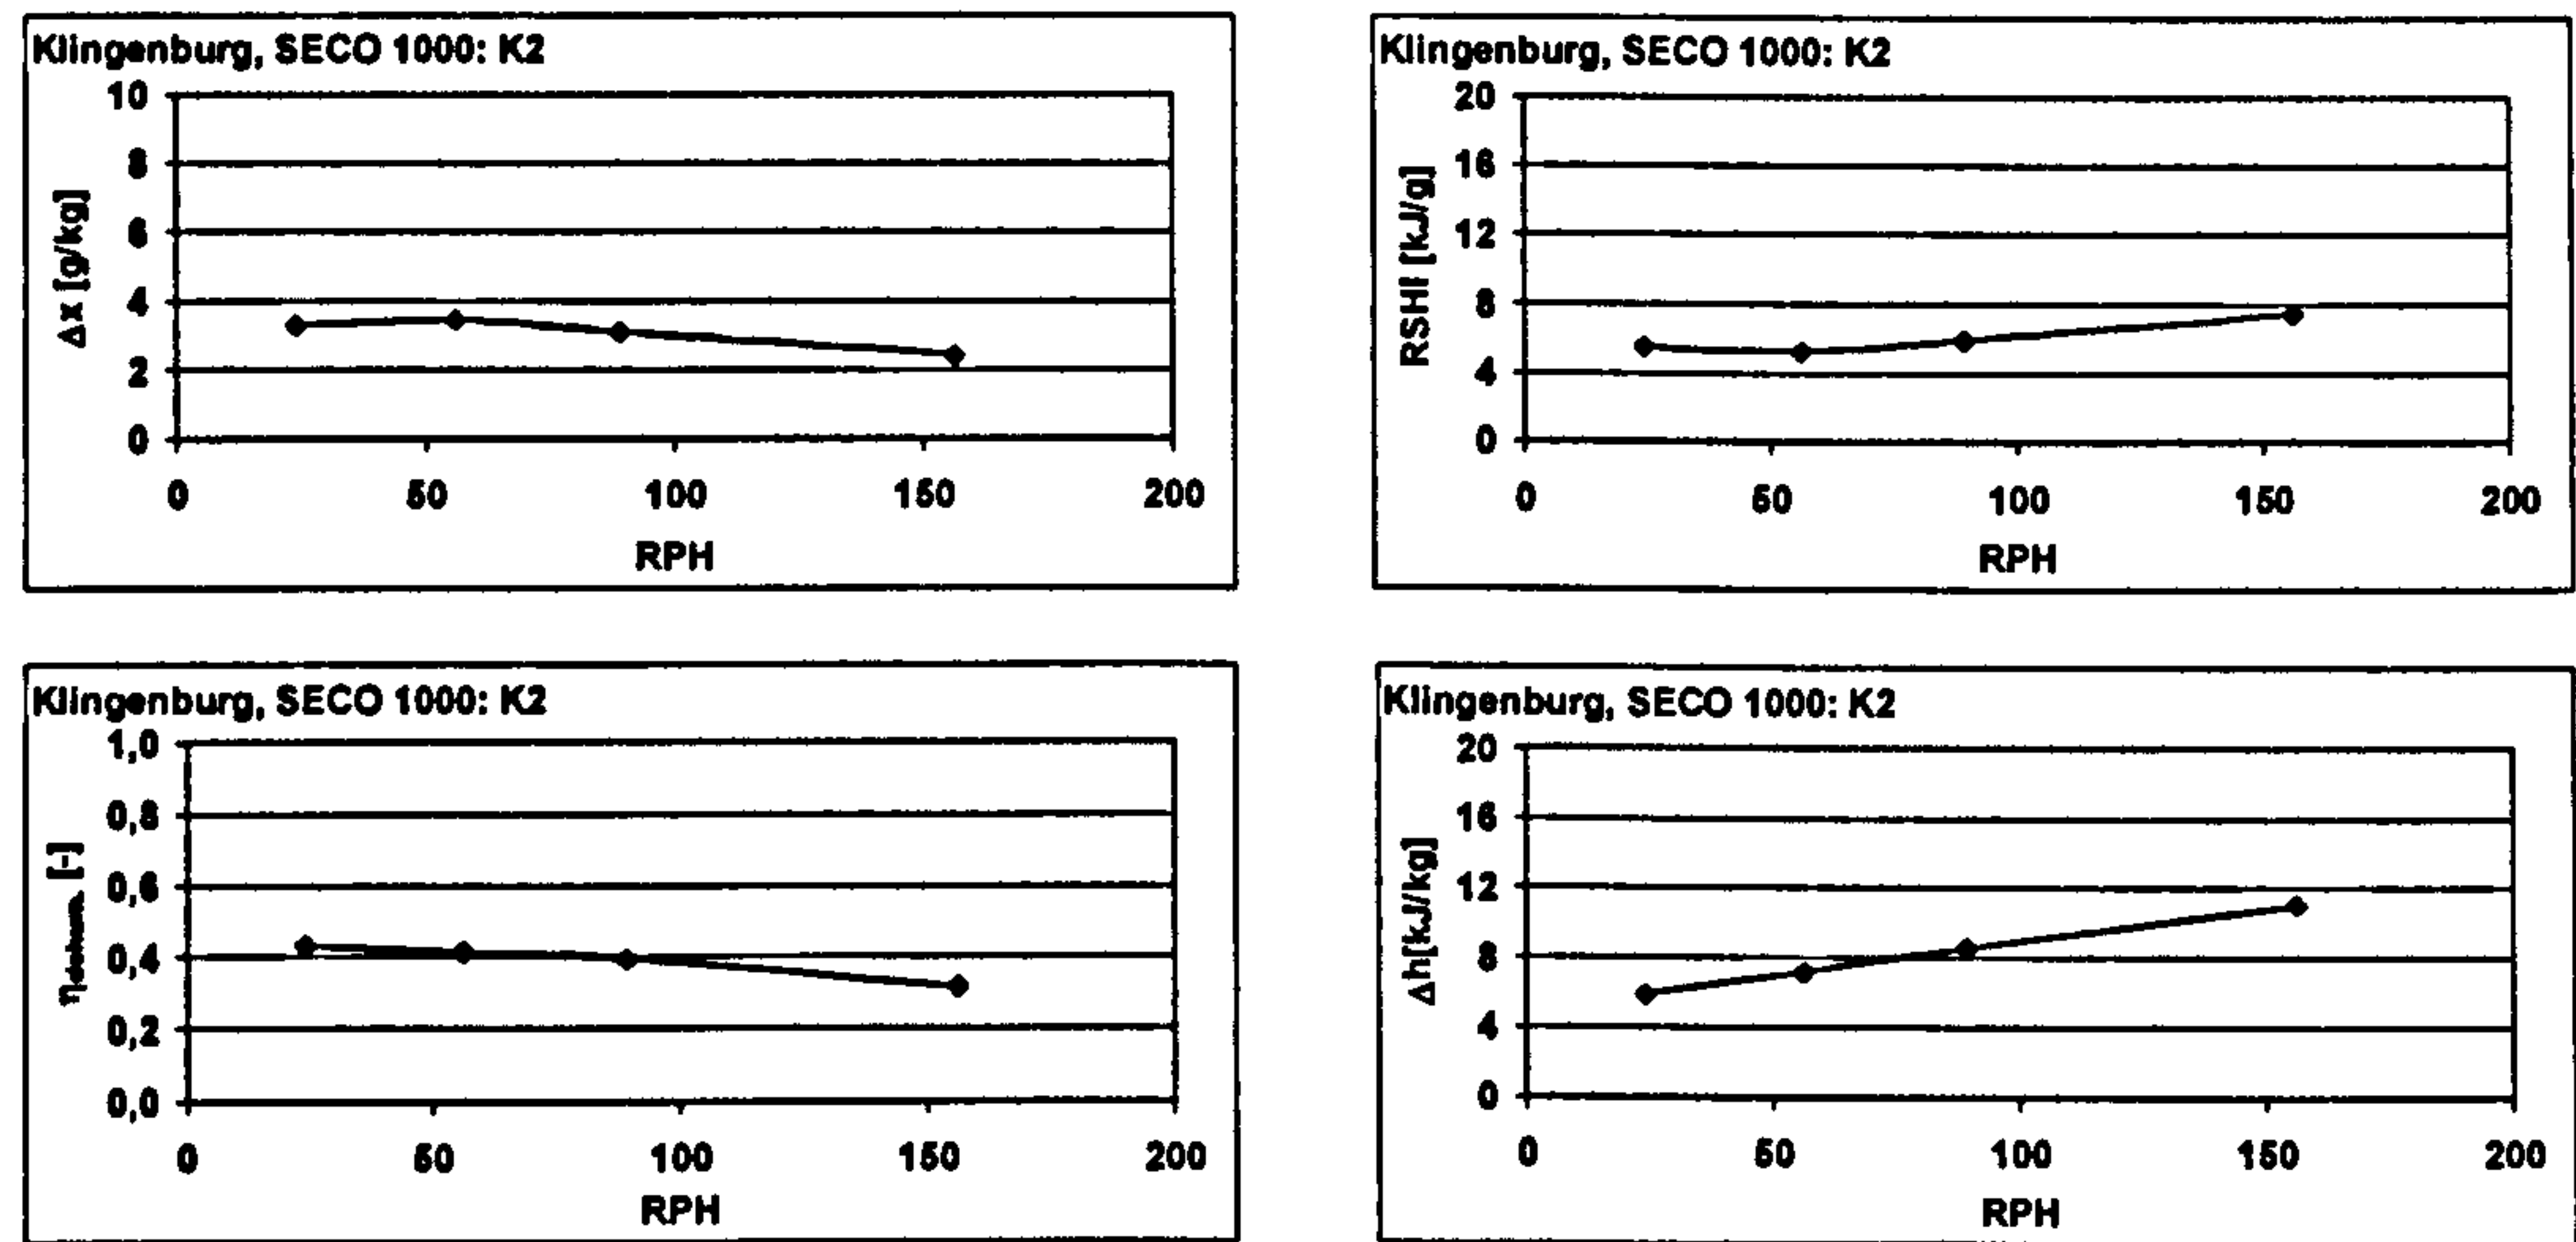 Klingenburg, SECO 1000: K2
10
8
6
4
2
0
Δx [g/kg]
0 50 100 150 200
RPH
Klingenburg, SECO 1000: K2
20
16
12
8
4
0
RSHI [kJ/g]
0 50 100 150 200
RPH
Klingenburg, SECO 1000: K2
1,0
0,8
0,6
0,4
0,2
0,0
ηdehum. [-]
0 50 100 150 200
RPH
Klingenburg, SECO 1000: K2
20
16
12
8
4
0
Δh[kJ/kg]
0 50 100 150 200
RPH